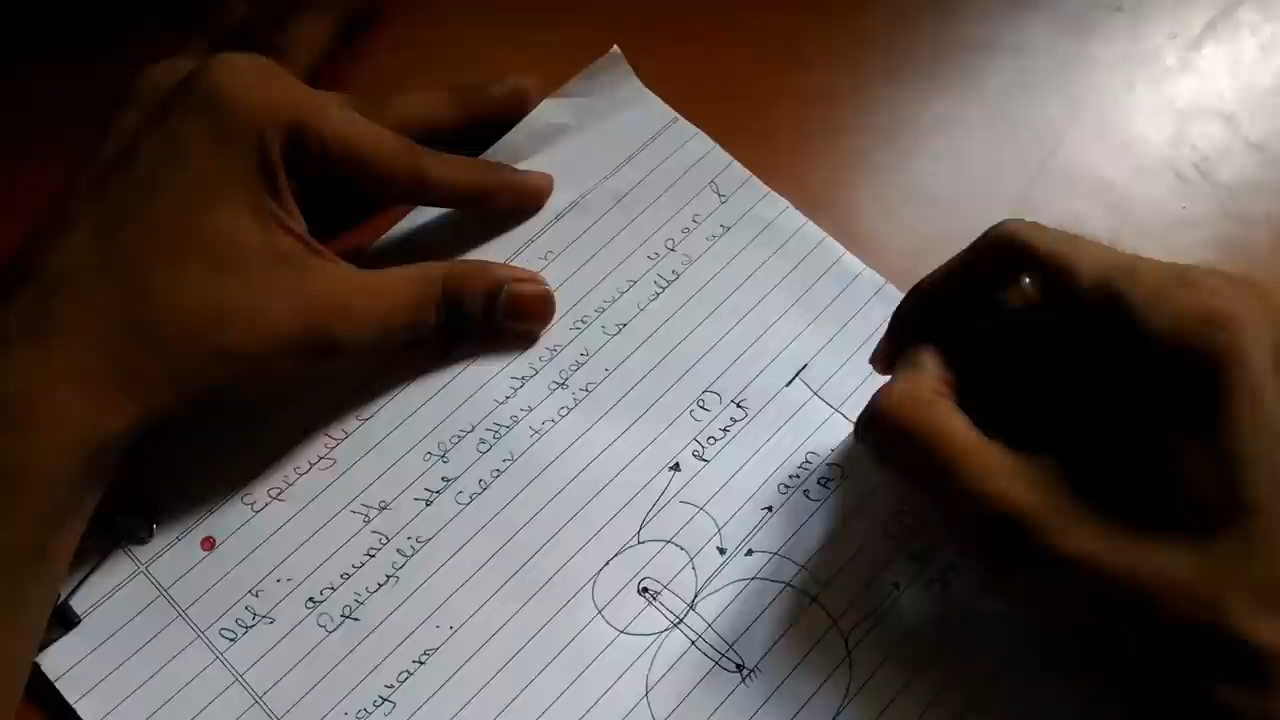 Epicyclic
Defn: the gear which moves upon &
around the other gear is called as
Epicyclic Gear train.
iagram:
(P)
planet
arm
(A)